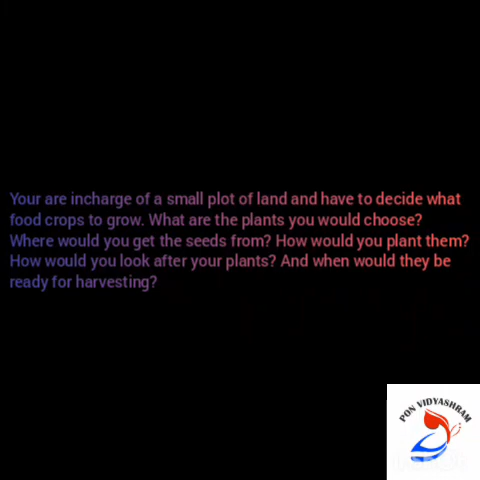 Your are incharge of a small plot of land and have to decide what
food crops to grow. What are the plants you would choose?
Where would you get the seeds from? How would you plant them?
How would you look after your plants? And when would they be
ready for harvesting?
PON VIDYASHRAM